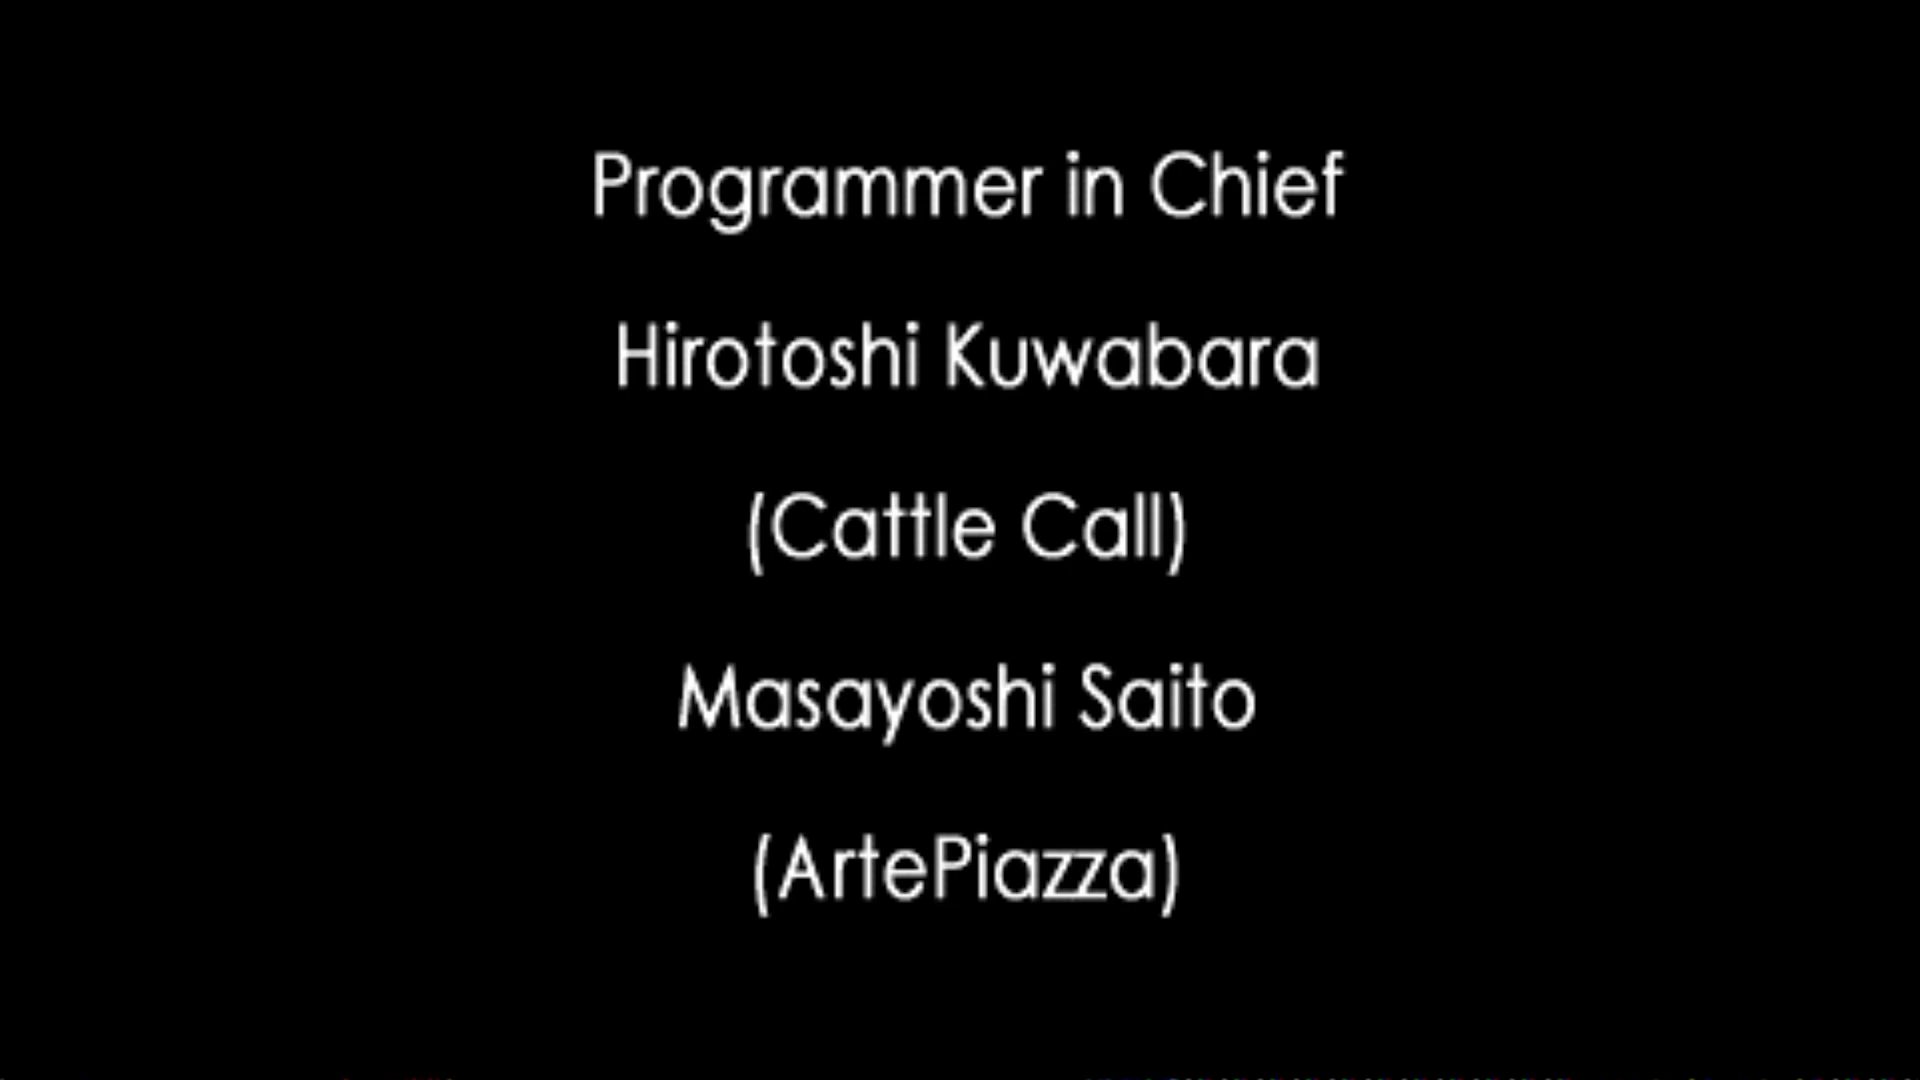 Programmer in Chief
Hirotoshi Kuwabara
(Cattle Call)
Masayoshi Saito
(ArtePiazza)